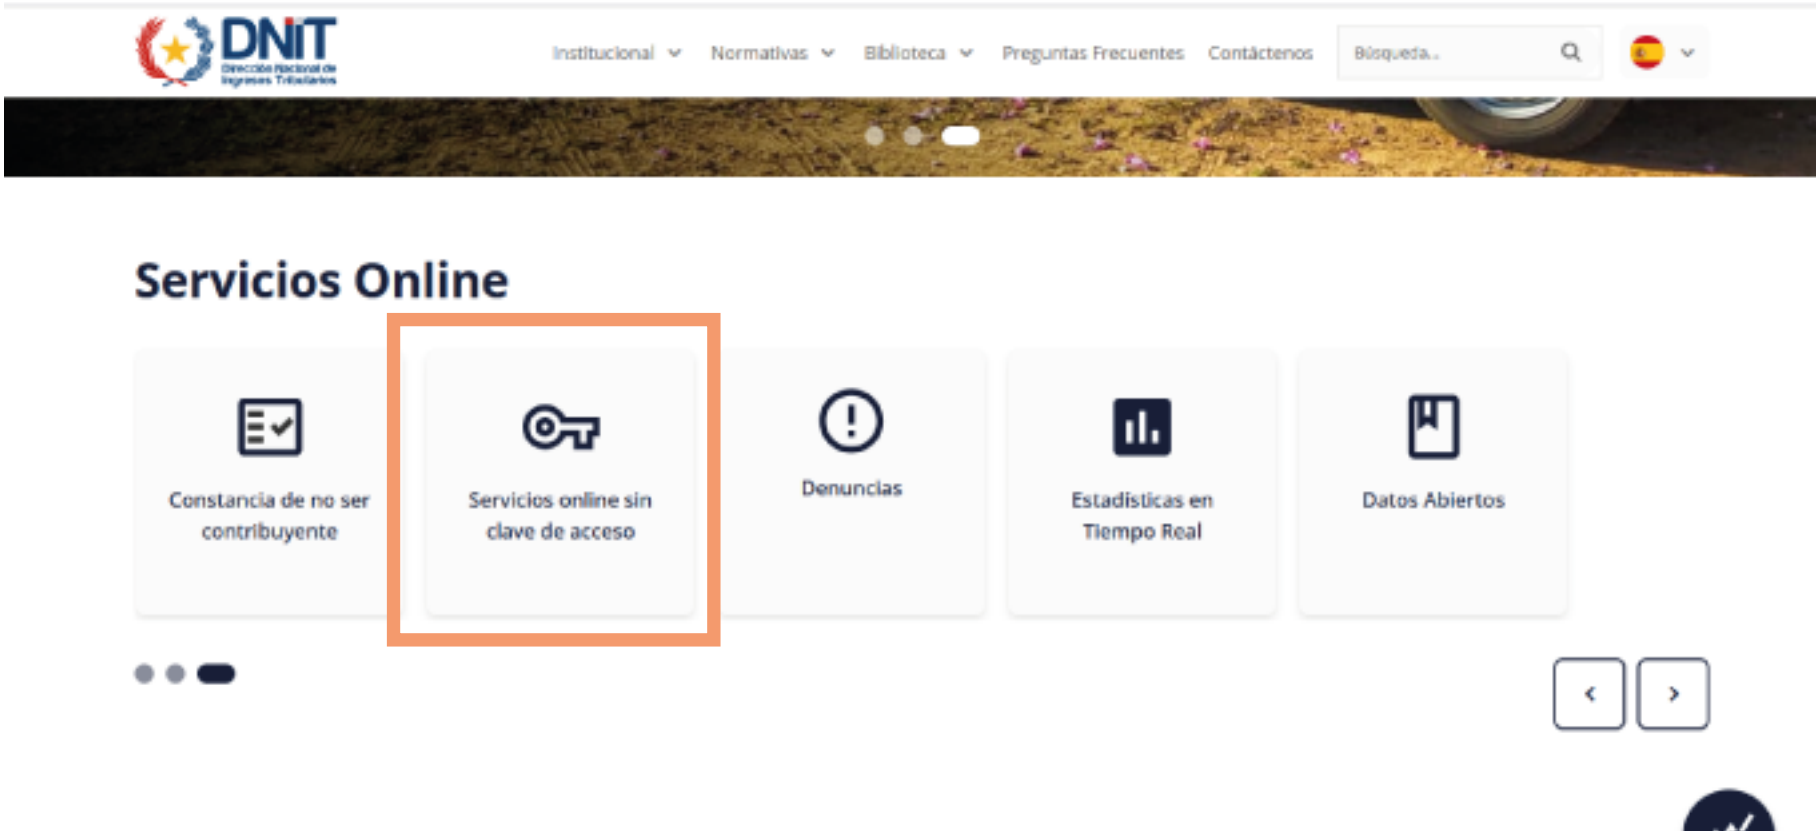 DNIT
Dirección Nacional de
Ingresos Tributarios
Institucional
Normativas
Biblioteca
Preguntas Frecuentes
Contáctenos
Búsqueda...
Servicios Online
Constancia de no ser
contribuyente
Servicios online sin
clave de acceso
Denuncias
Estadísticas en
Tiempo Real
Datos Abiertos